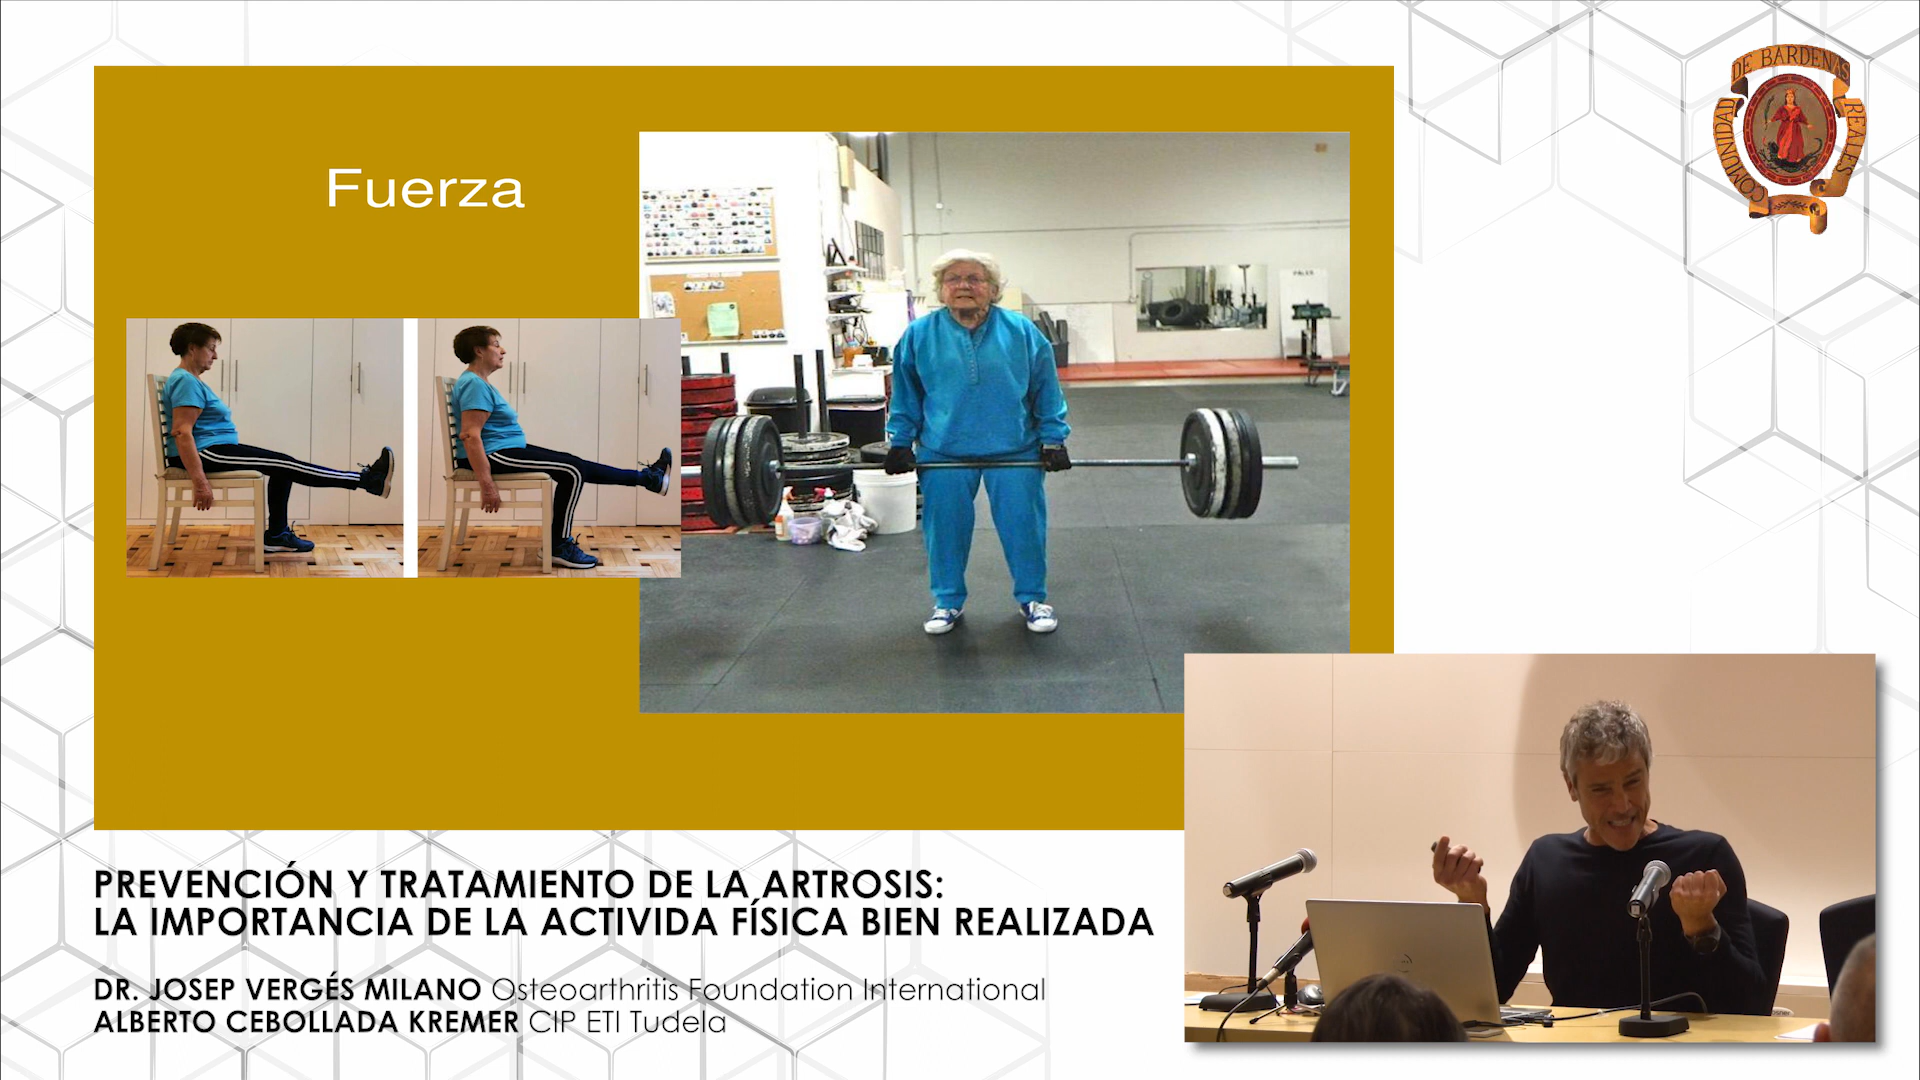 COMUNIDAD DE BARDENAS REALES
Fuerza
PREVENCIÓN Y TRATAMIENTO DE LA ARTROSIS:
LA IMPORTANCIA DE LA ACTIVIDA FÍSICA BIEN REALIZADA
DR. JOSEP VERGÉS MILANO Osteoarthritis Foundation International
ALBERTO CEBOLLADA KREMER CIP ETI Tudela